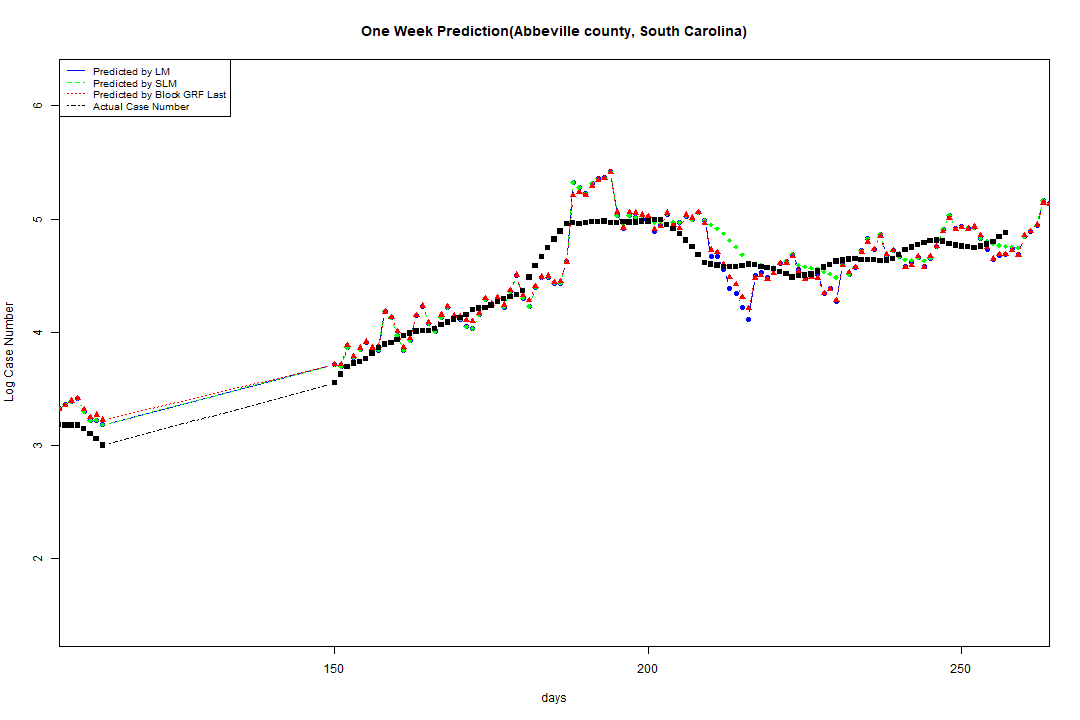 One Week Prediction(Abbeville county, South Carolina)
Predicted by LM
Predicted by SLM
Predicted by Block GRF Last
Actual Case Number
6
5
4
3
2
Log Case Number
150 200 250
days